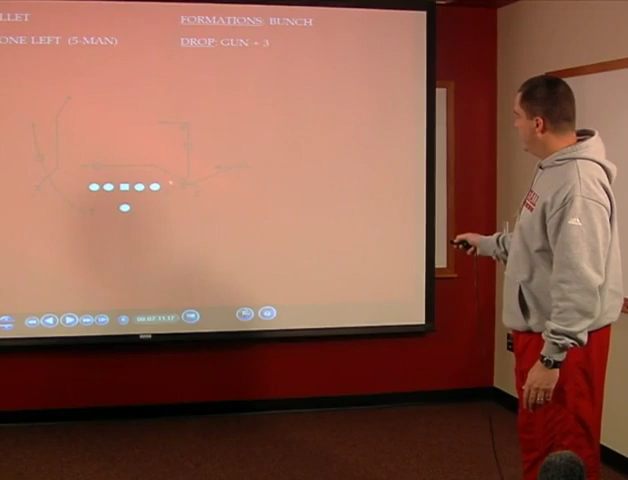 LLET
FORMATIONS: BUNCH
ONE LEFT (5-MAN)
DROP: GUN + 3